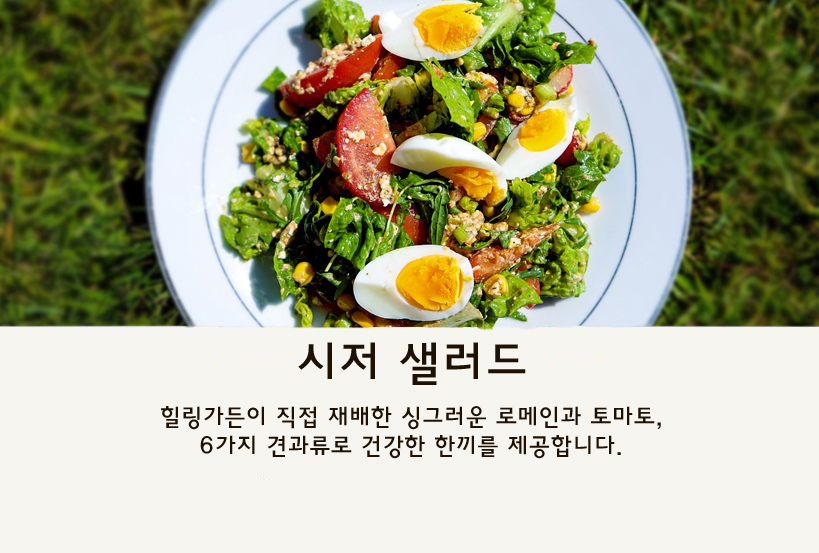 시저 샐러드
힐링가든이 직접 재배한 싱그러운 로메인과 토마토,
6가지 견과류로 건강한 한끼를 제공합니다.